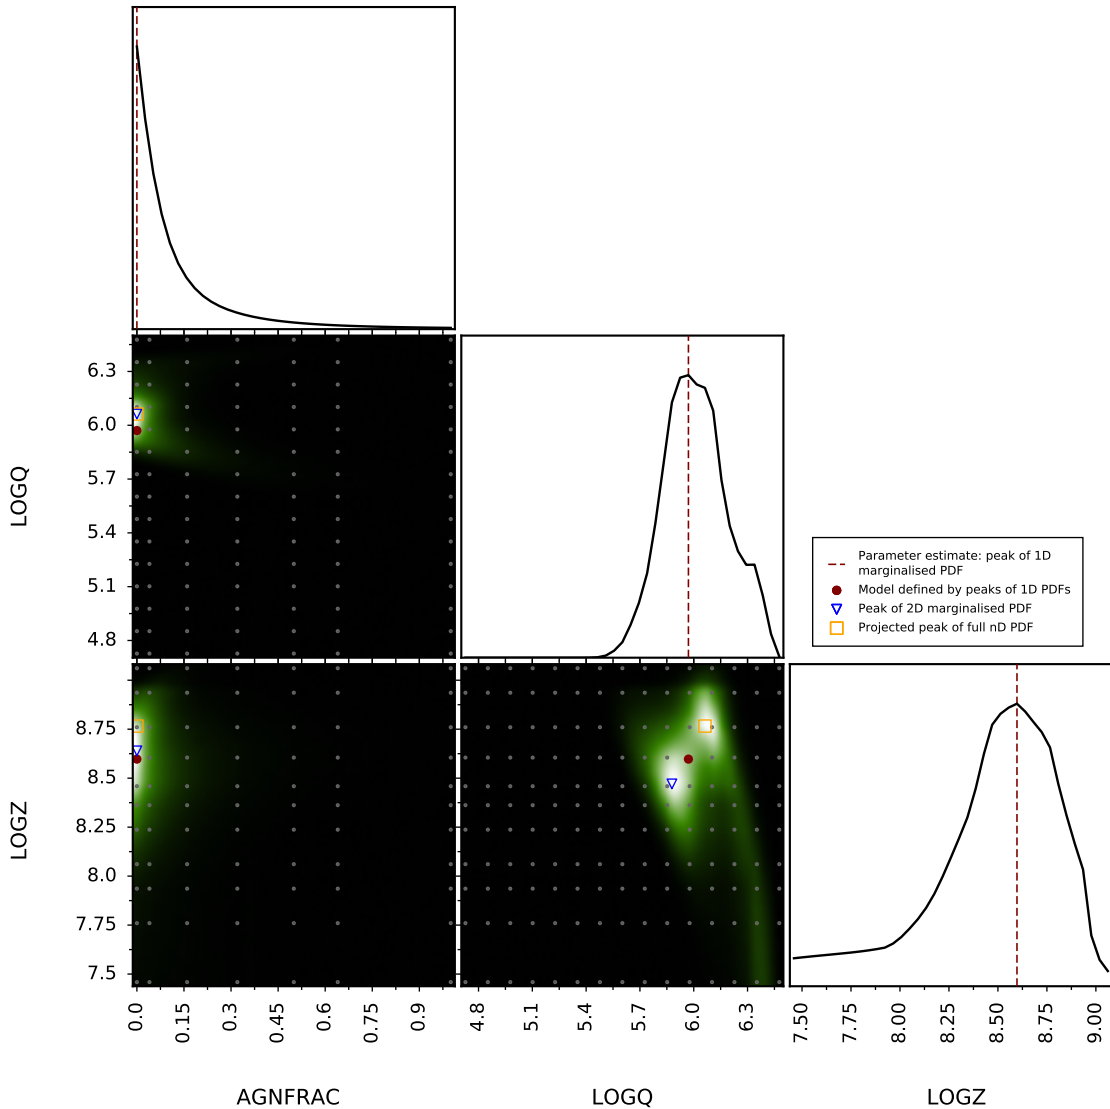 6.3
6.0
5.7
5.4
5.1
4.8
LOGQ
Parameter estimate: peak of 1D
marginalised PDF
Model defined by peaks of 1D PDFs
Peak of 2D marginalised PDF
Projected peak of full nD PDF
8.75
8.5
8.25
8.0
7.75
7.5
LOGZ
0.0 0.15 0.3 0.45 0.6 0.75 0.9
4.8 5.1 5.4 5.7 6.0 6.3
7.50 7.75 8.00 8.25 8.50 8.75 9.00
AGNFRAC LOGQ LOGZ